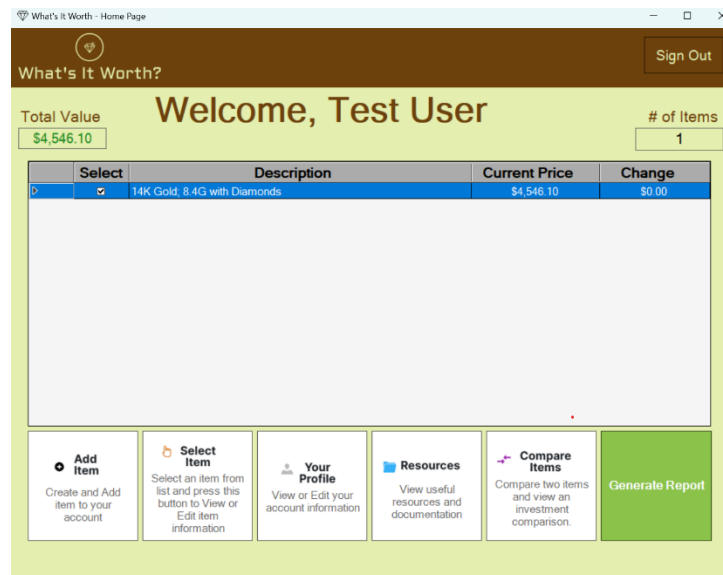 What's It Worth - Home Page
What's It Worth?
Sign Out
Total Value
Welcome, Test User
# of Items
$4,546.10
1
Select Description Current Price Change
14K Gold; 8.4G with Diamonds $4,546.10 $0.00
Add
Item
Create and Add
item to your
account
Select
Item
Select an item from
list and press this
button to View or
Edit item
information
Your
Profile
View or Edit your
account information
Resources
View useful
resources and
documentation
Compare
Items
Compare two items
and view an
investment
comparison.
Generate Report